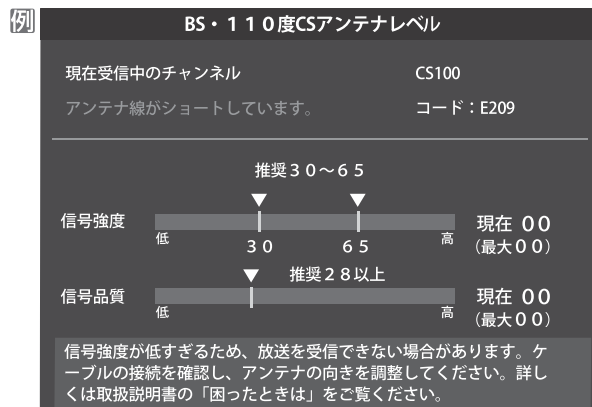 例
BS・１１０度CSアンテナレベル
現在受信中のチャンネル CS100
アンテナ線がショートしています。 コード：E209
推奨３０～６５
信号強度 低 ３０ ６５ 高 現在 ００
（最大００）
推奨２８以上
信号品質 低 高 現在 ００
（最大００）
信号強度が低すぎるため、放送を受信できない場合があります。ケ
ーブルの接続を確認し、アンテナの向きを調整してください。詳し
くは取扱説明書の「困ったときは」をご覧ください。